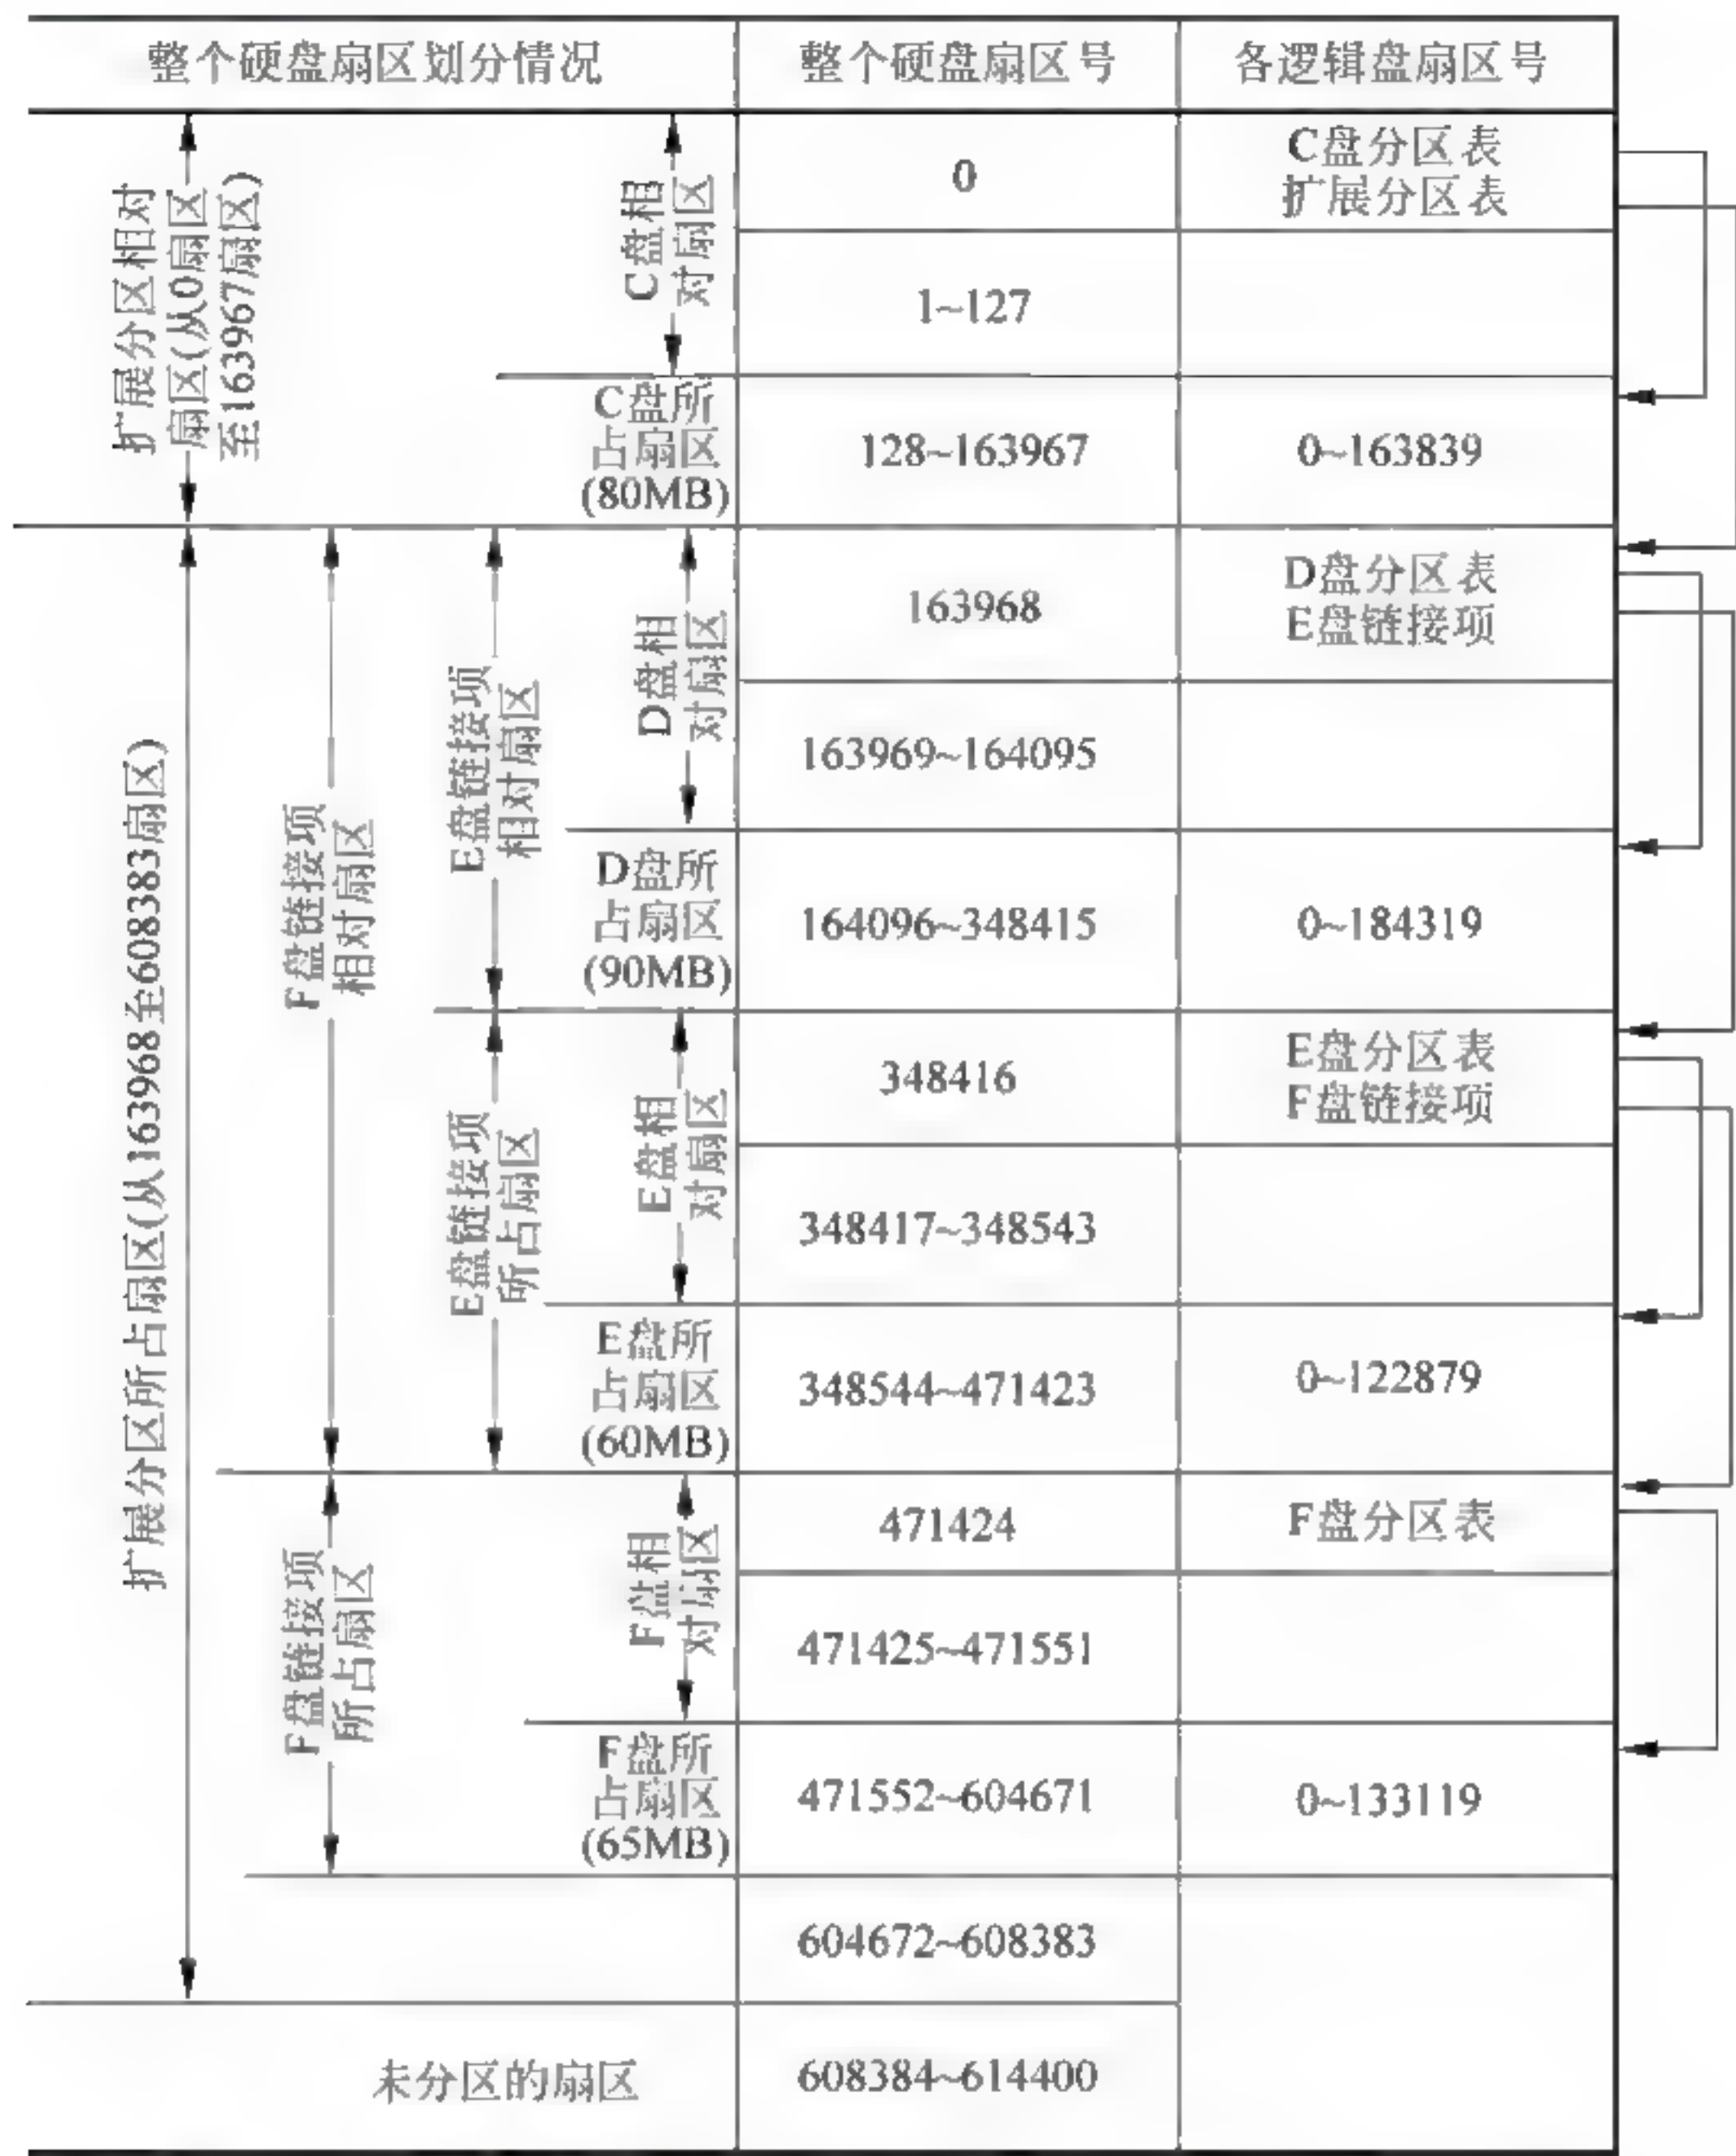 整个硬盘扇区划分情况
整个硬盘扇区号
各逻辑盘扇区号
扩展分区相对
扇区(从0扇区
至163967扇区)
C盘相
对扇区
0
C盘分区表
扩展分区表
1~127
C盘所
占扇区
(80MB)
128~163967
0~163839
扩展分区所占扇区(从163968至608383扇区)
F盘链接项
相对扇区
E盘链接项
相对扇区
D盘相
对扇区
163968
D盘分区表
E盘链接项
163969~164095
D盘所
占扇区
(90MB)
164096~348415
0~184319
E盘链接项
所占扇区
E盘相
对扇区
348416
E盘分区表
F盘链接项
348417~348543
E盘所
占扇区
(60MB)
348544~471423
0~122879
F盘链接项
所占扇区
F盘相
对扇区
471424
F盘分区表
471425~471551
F盘所
占扇区
(65MB)
471552~604671
0~133119
604672~608383
未分区的扇区
608384~614400